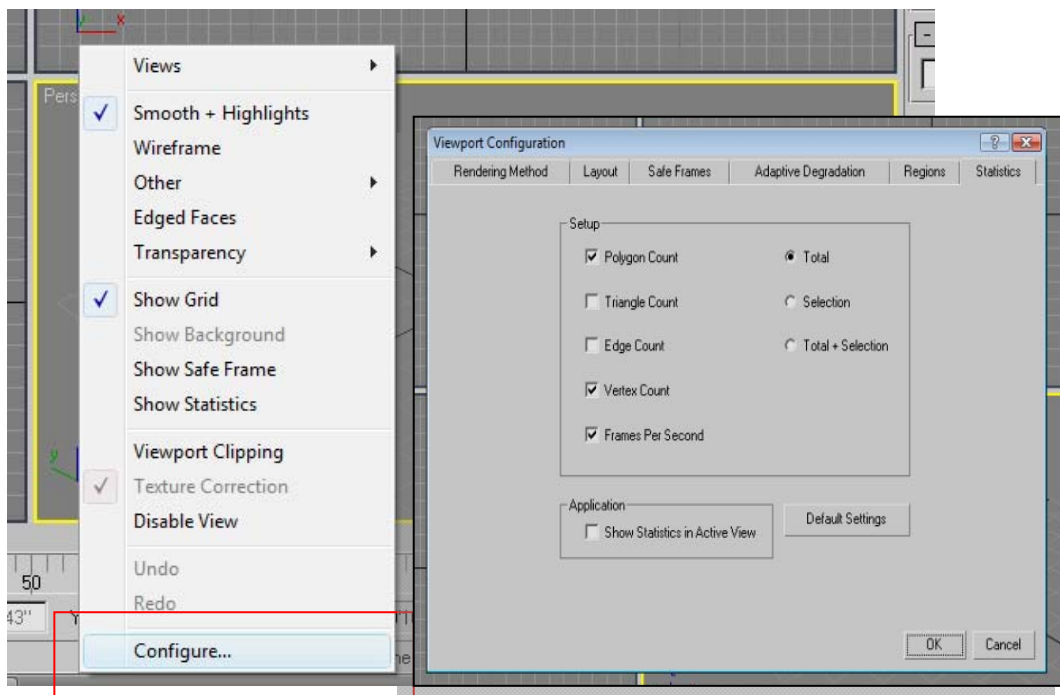 y x
Pers
Views
Smooth + Highlights
Wireframe
Other
Edged Faces
Transparency
Show Grid
Show Background
Show Safe Frame
Show Statistics
Viewport Clipping
Texture Correction
Disable View
Undo
Redo
Configure...
y
50
43"
Y
Viewport Configuration
Rendering Method Layout Safe Frames Adaptive Degradation Regions Statistics
Setup
Polygon Count Total
Triangle Count Selection
Edge Count Total + Selection
Vertex Count
Frames Per Second
Application
Show Statistics in Active View
Default Settings
OK Cancel